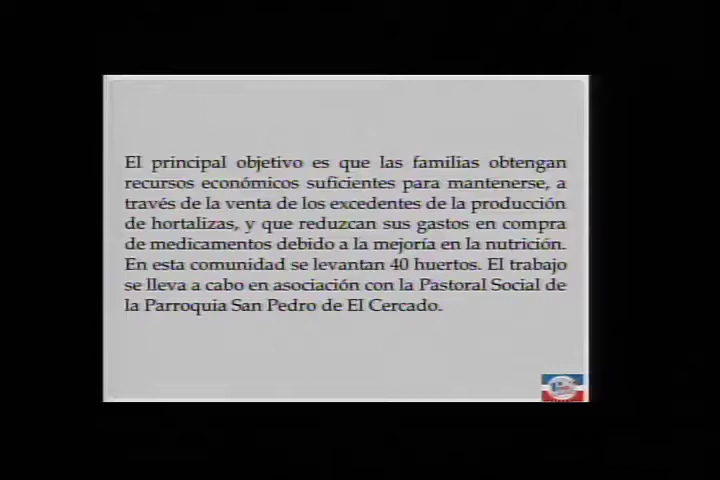 El principal objetivo es que las familias obtengan
recursos económicos suficientes para mantenerse, a
través de la venta de los excedentes de la producción
de hortalizas, y que reduzcan sus gastos en compra
de medicamentos debido a la mejoría en la nutrición.
En esta comunidad se levantan 40 huertos. El trabajo
se lleva a cabo en asociación con la Pastoral Social de
la Parroquia San Pedro de El Cercado.